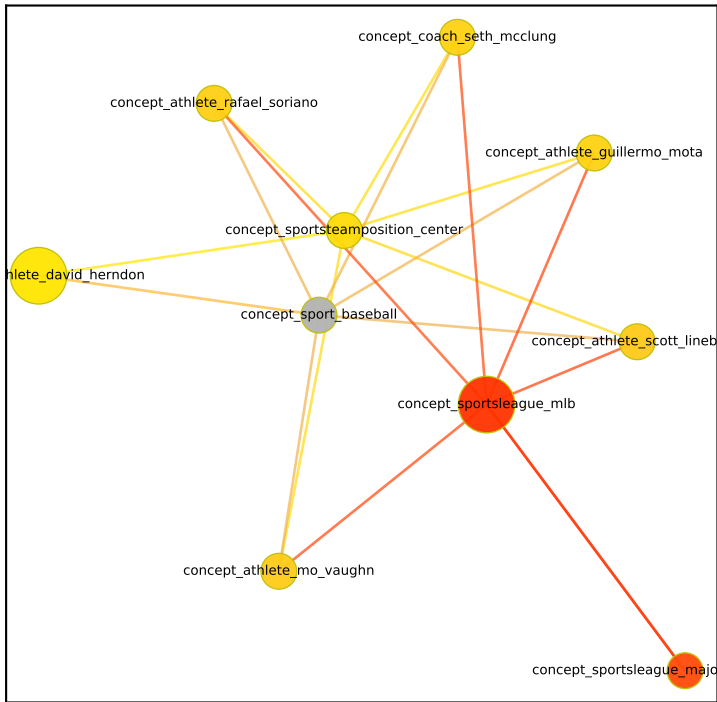 concept_coach_seth_mcclung
concept_athlete_rafael_soriano
concept_athlete_guillermo_mota
concept_sportsteamposition_center
hlete_david_herndon
concept_sport_baseball
concept_athlete_scott_lineb
concept_sportsleague_mlb
concept_athlete_mo_vaughn
concept_sportsleague_majo